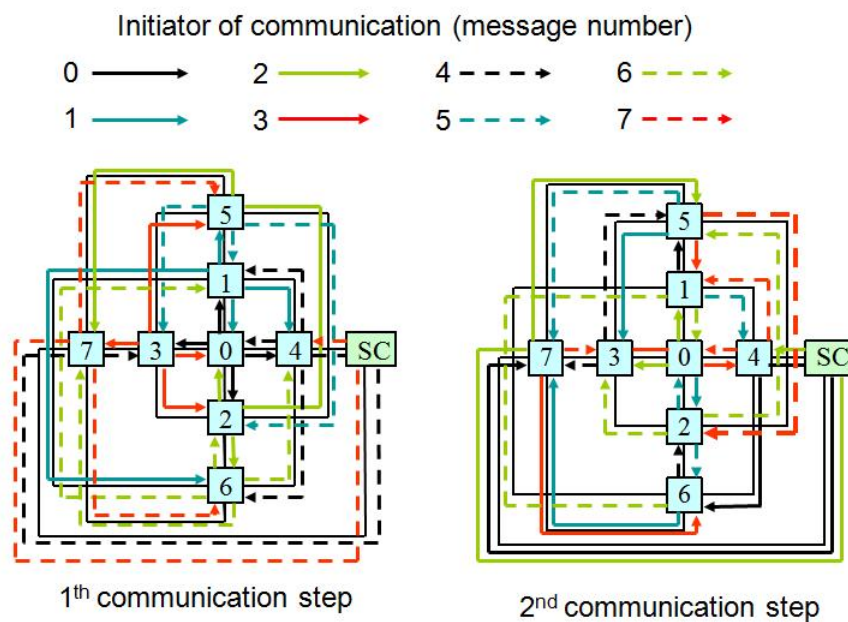 Initiator of communication (message number)
0 2 4 6
1 3 5 7
5 5
1 1
7 3 0 4 SC 7 3 0 4 SC
2 2
6 6
1th communication step 2nd communication step